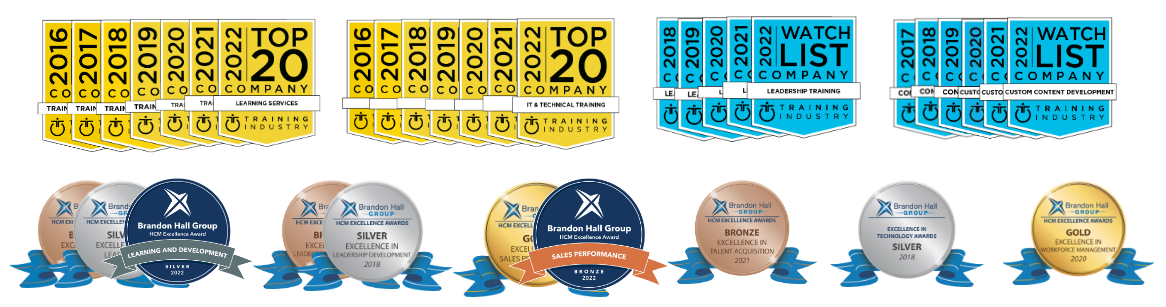 2016
2017
2018
2019
2020
2021
2022
TOP
20
COMPANY
LEARNING SERVICES
TRAINING
INDUSTRY
2016
2017
2018
2019
2020
2021
2022
TOP
20
COMPANY
IT & TECHNICAL TRAINING
TRAINING
INDUSTRY
2018
2019
2020
2021
2022
WATCH
LIST
COMPANY
LEADERSHIP TRAINING
TRAINING
INDUSTRY
2017
2018
2019
2020
2021
2022
WATCH
LIST
COMPANY
CUSTOM CONTENT DEVELOPMENT
TRAINING
INDUSTRY
Brandon Hall Group
HCM Excellence Award
LEARNING AND DEVELOPMENT
SILVER
2022
Brandon Hall
GROUP
HCM EXCELLENCE AWARDS
SILVER
EXCELLENCE IN
LEADERSHIP DEVELOPMENT
2018
Brandon Hall Group
HCM Excellence Award
SALES PERFORMANCE
BRONZE
2022
Brandon Hall
GROUP
HCM EXCELLENCE AWARDS
BRONZE
EXCELLENCE IN
TALENT ACQUISITION
2021
Brandon Hall
GROUP
EXCELLENCE IN
TECHNOLOGY AWARDS
SILVER
2018
Brandon Hall
GROUP
HCM EXCELLENCE AWARDS
GOLD
EXCELLENCE IN
WORKFORCE MANAGEMENT
2020